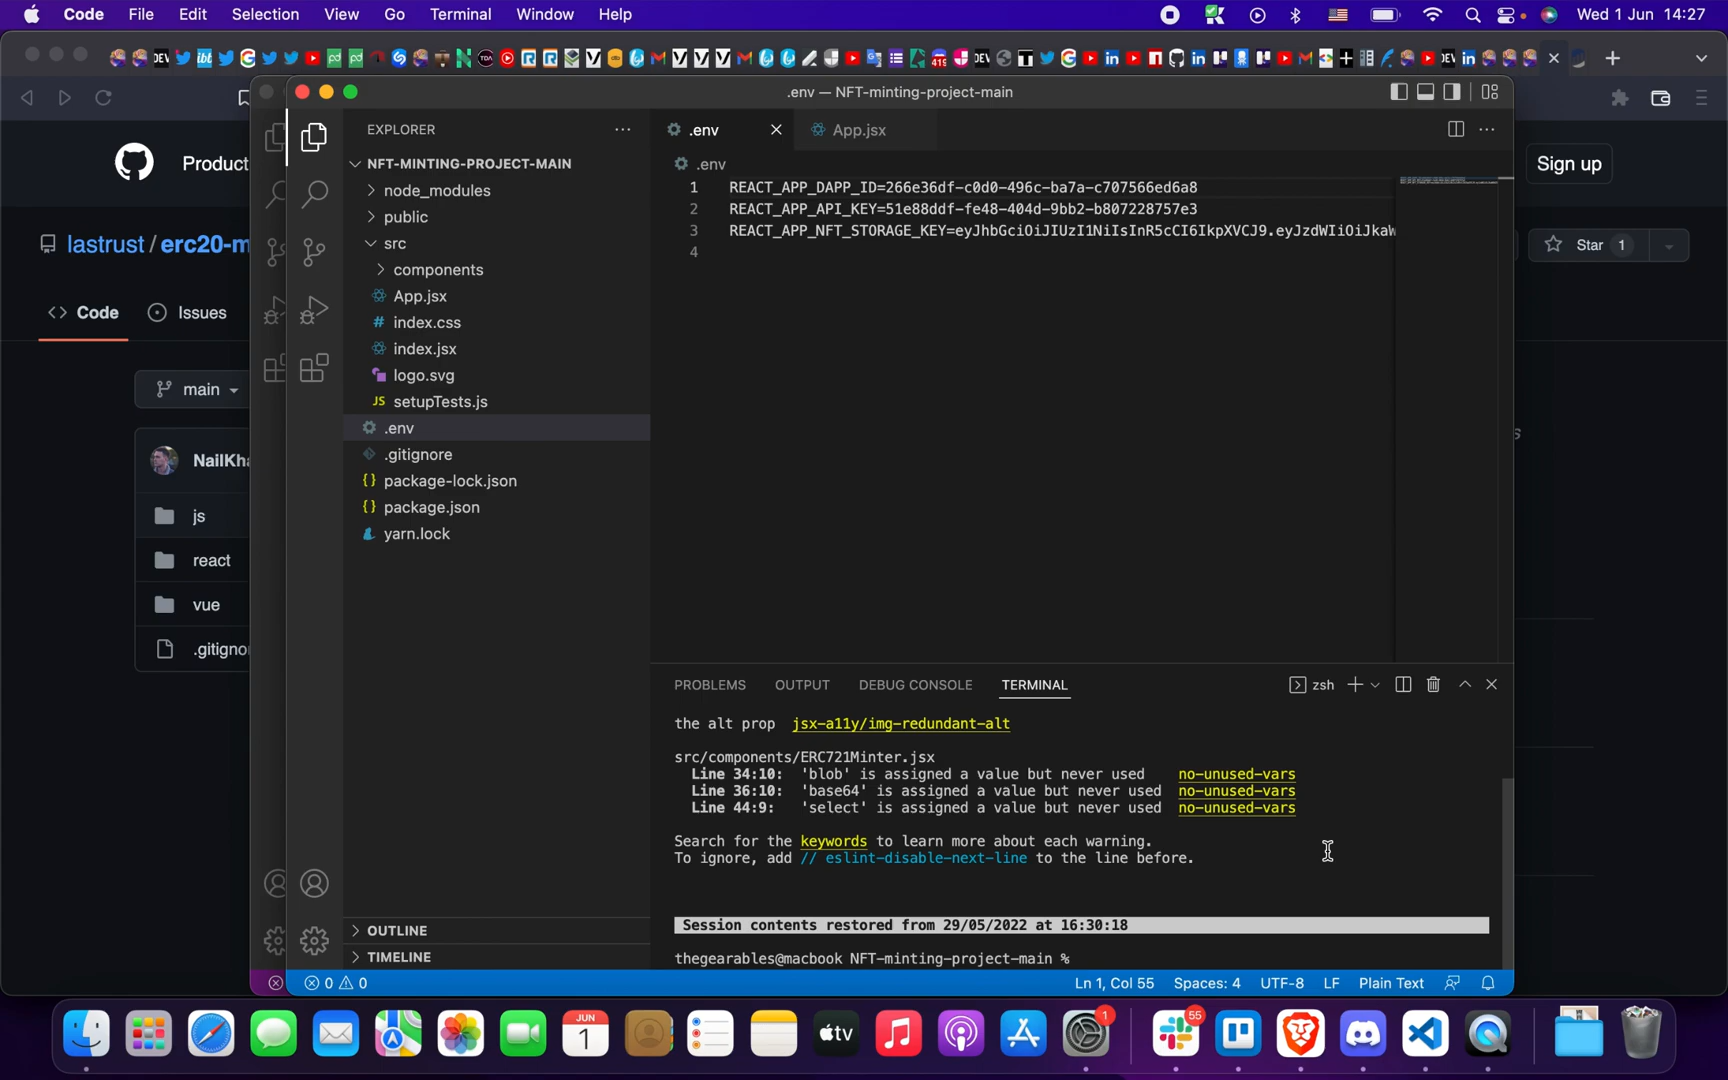 Code File Edit Selection View Go Terminal Window Help Wed 1 Jun 14:27
.env — NFT-minting-project-main
Product
Sign up
lastrust / erc20-m
Star 1
Code Issues
main
NailKha
js
react
vue
.gitigno
EXPLORER
NFT-MINTING-PROJECT-MAIN
node_modules
public
src
components
App.jsx
index.css
index.jsx
logo.svg
setupTests.js
.env
.gitignore
package-lock.json
package.json
yarn.lock
OUTLINE
TIMELINE
.env App.jsx
.env
1 REACT_APP_DAPP_ID=266e36df-c0d0-496c-ba7a-c707566ed6a8
2 REACT_APP_API_KEY=51e88ddf-fe48-404d-9bb2-b807228757e3
3 REACT_APP_NFT_STORAGE_KEY=eyJhbGciOiJIUzI1NiIsInR5cCI6IkpXVCJ9.eyJzdWIiOiJkaW
4
PROBLEMS OUTPUT DEBUG CONSOLE TERMINAL zsh
the alt prop jsx-a11y/img-redundant-alt
src/components/ERC721Minter.jsx
Line 34:10: 'blob' is assigned a value but never used no-unused-vars
Line 36:10: 'base64' is assigned a value but never used no-unused-vars
Line 44:9: 'select' is assigned a value but never used no-unused-vars
Search for the keywords to learn more about each warning.
To ignore, add // eslint-disable-next-line to the line before.
Session contents restored from 29/05/2022 at 16:30:18
thegearables@macbook NFT-minting-project-main %
0 0 Ln 1, Col 55 Spaces: 4 UTF-8 LF Plain Text
JUN
1
tv
1
55